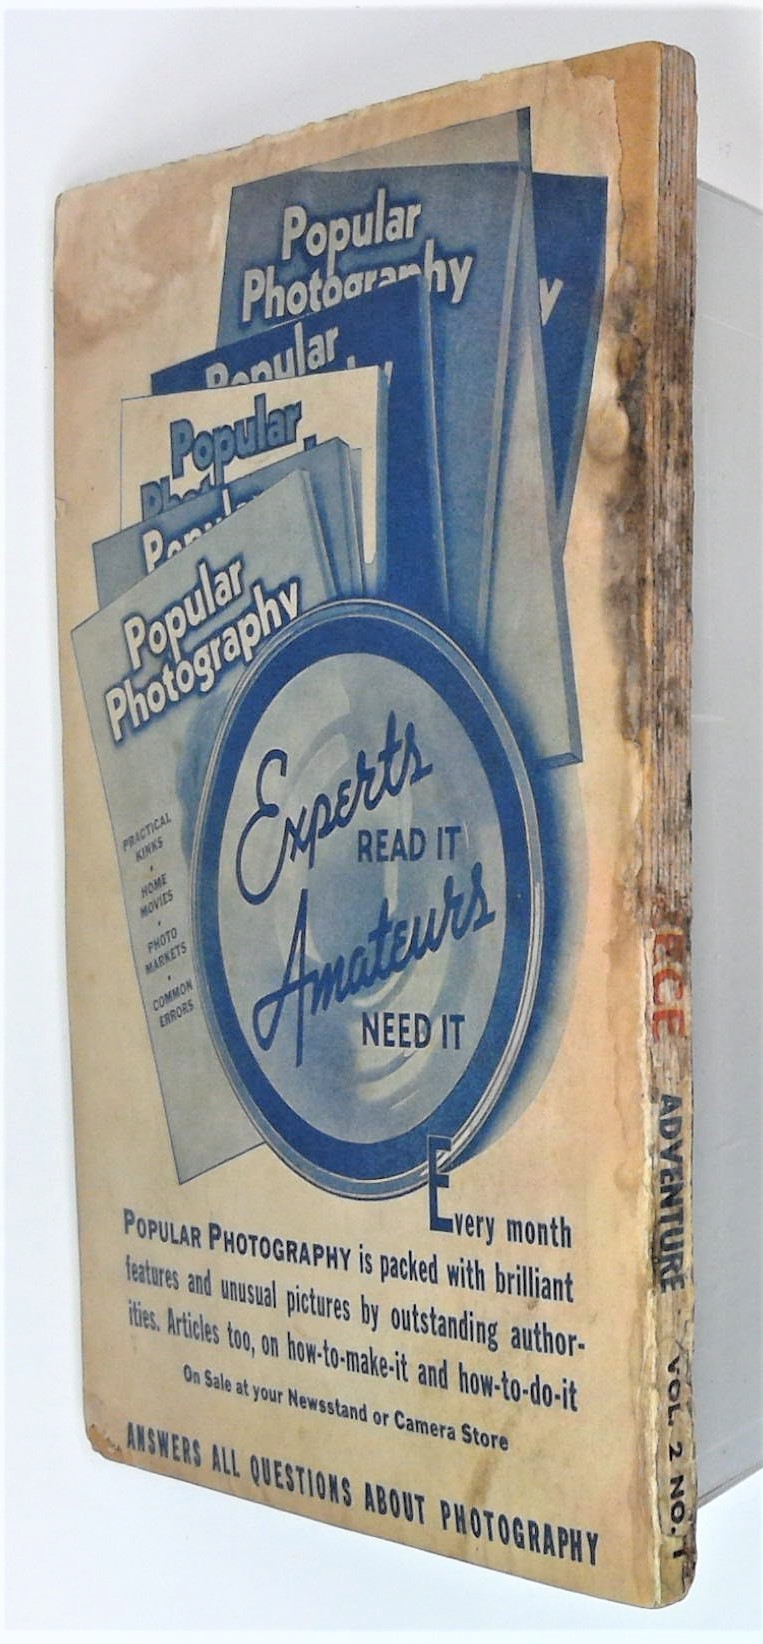 Popular
Photography
y
Popular
Popular
Popular
Popular
Photography
PRACTICAL
KINKS
•
HOME
MOVIES
•
PHOTO
MARKETS
•
COMMON
ERRORS
Experts
READ IT
Amateurs
NEED IT
Every month
POPULAR PHOTOGRAPHY is packed with brilliant
features and unusual pictures by outstanding author-
ities. Articles too, on how-to-make-it and how-to-do-it
On Sale at your Newsstand or Camera Store
ANSWERS ALL QUESTIONS ABOUT PHOTOGRAPHY
ADVENTURE
VOL 2 NO. 1